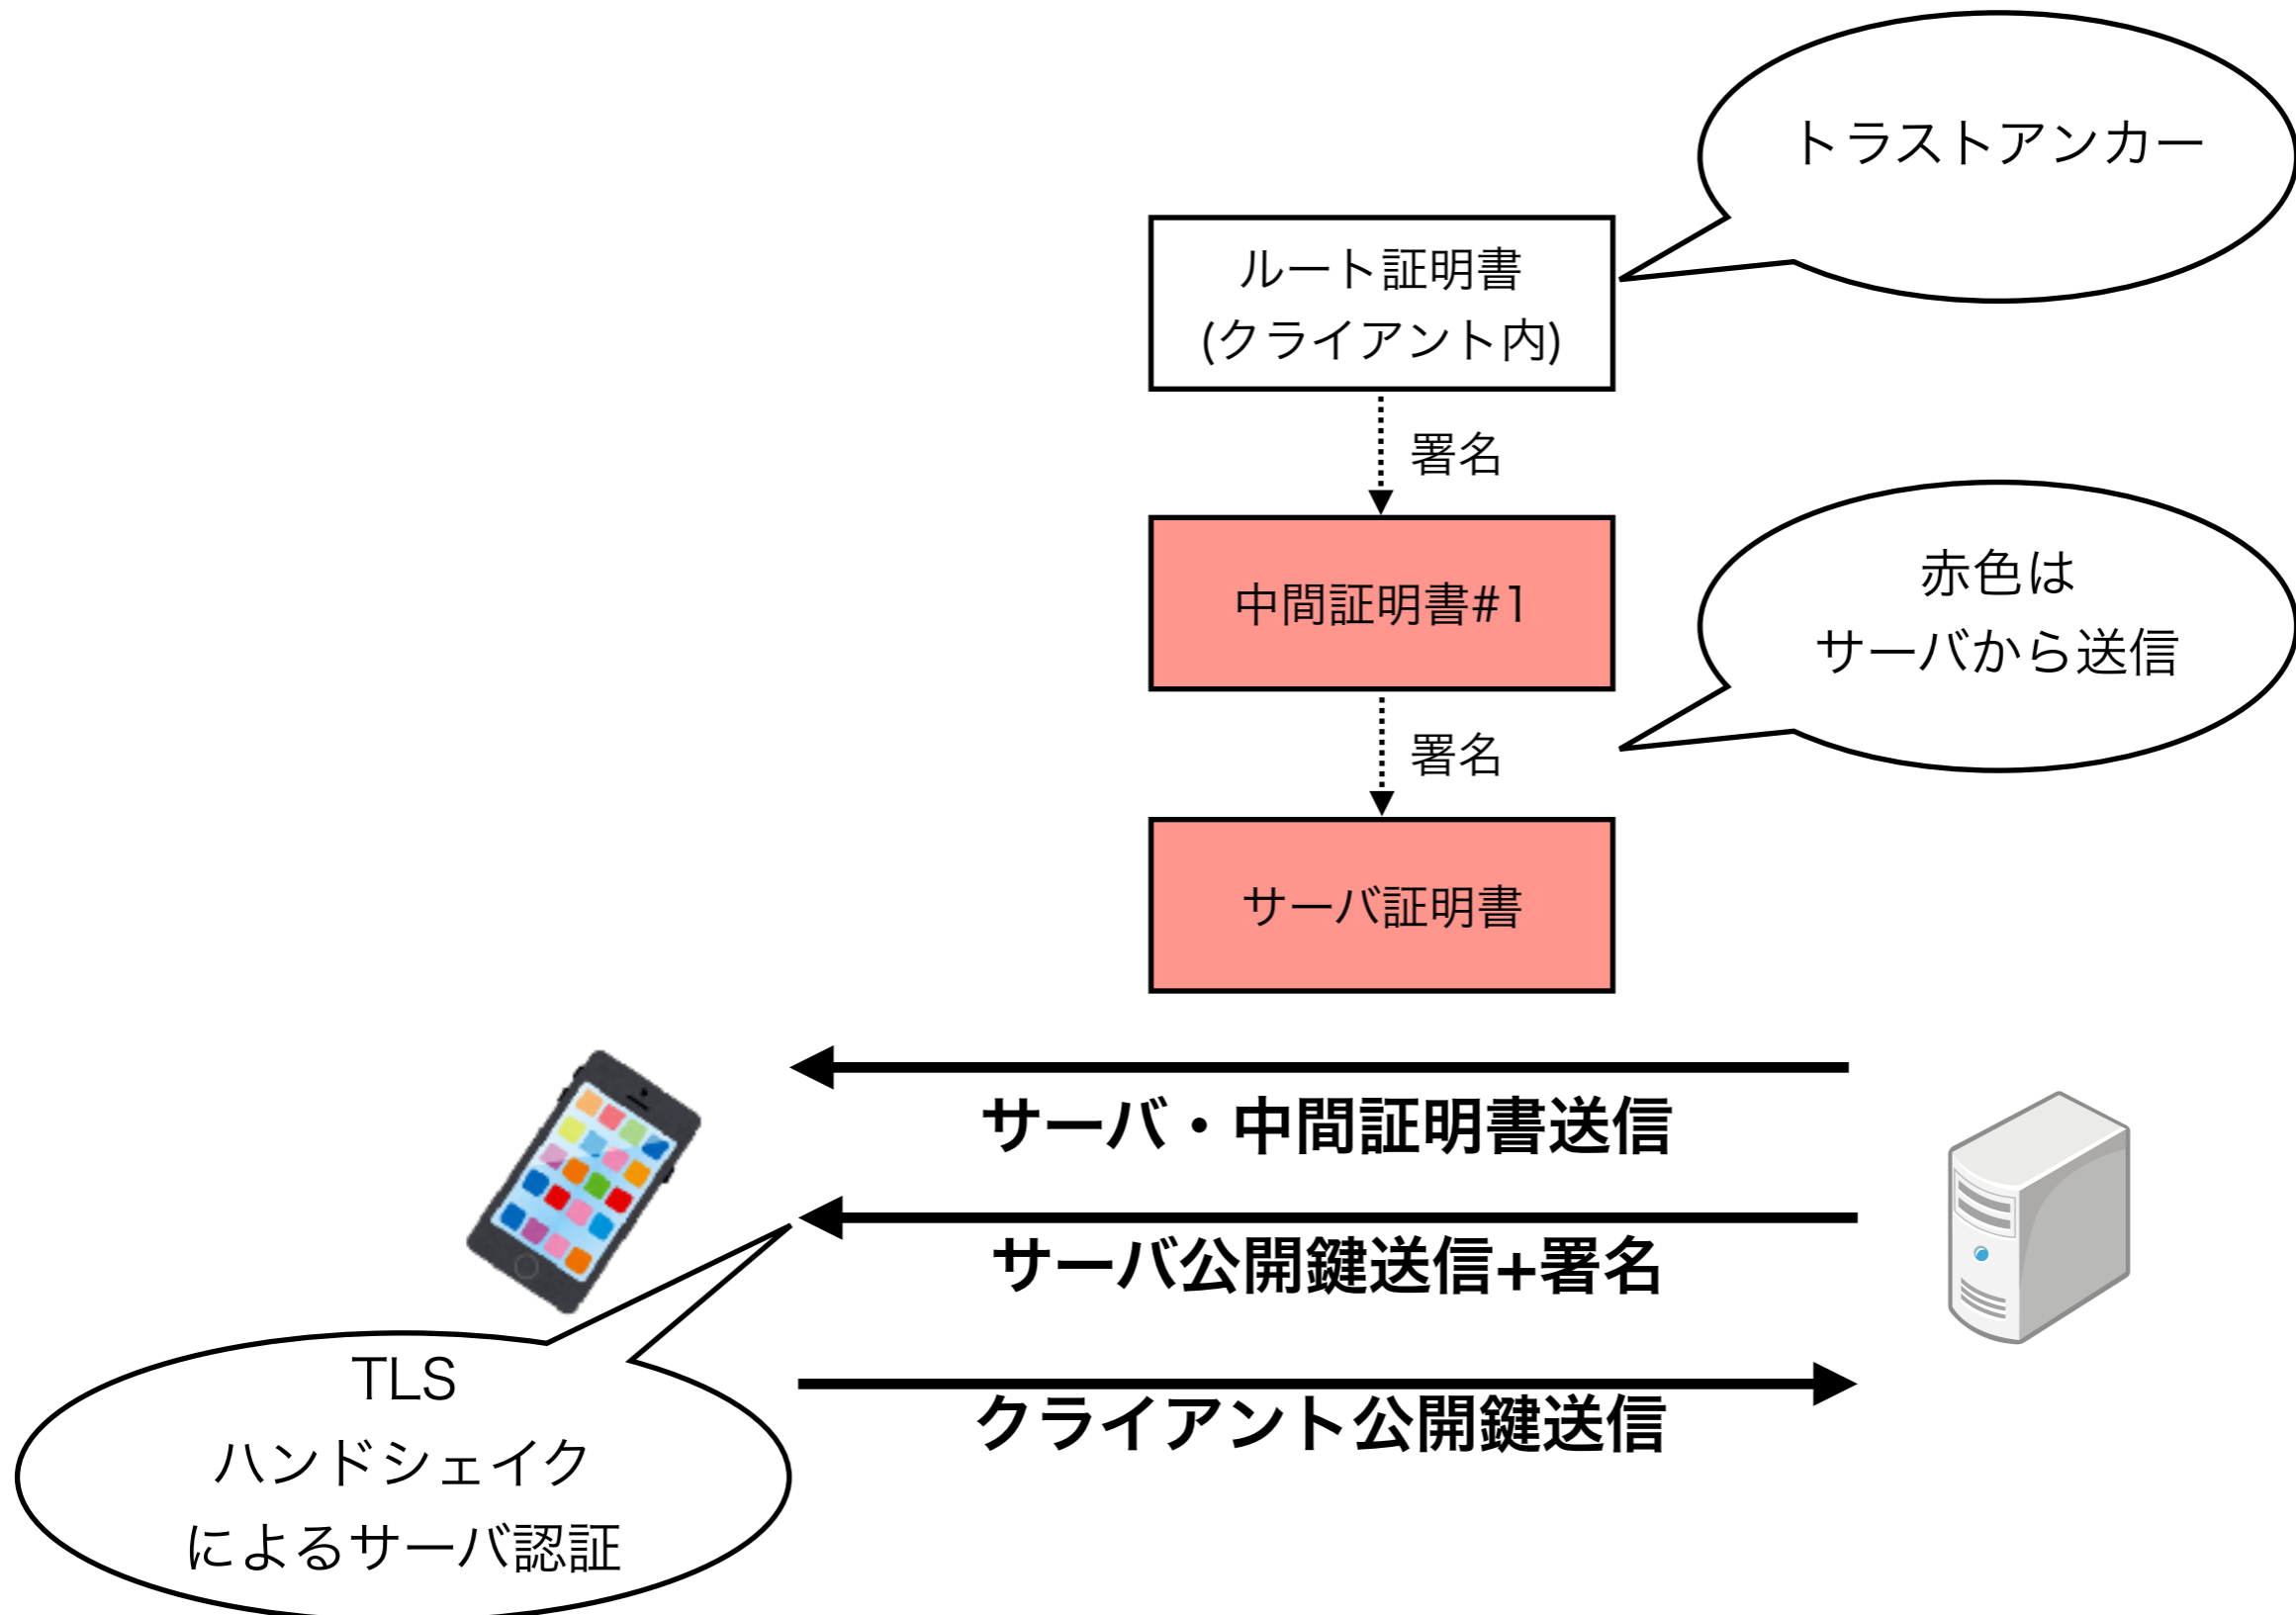 トラストアンカー
ルート証明書
(クライアント内)
署名
中間証明書#1
赤色は
サーバから送信
署名
サーバ証明書
サーバ・中間証明書送信
サーバ公開鍵送信+署名
クライアント公開鍵送信
TLS
ハンドシェイク
によるサーバ認証